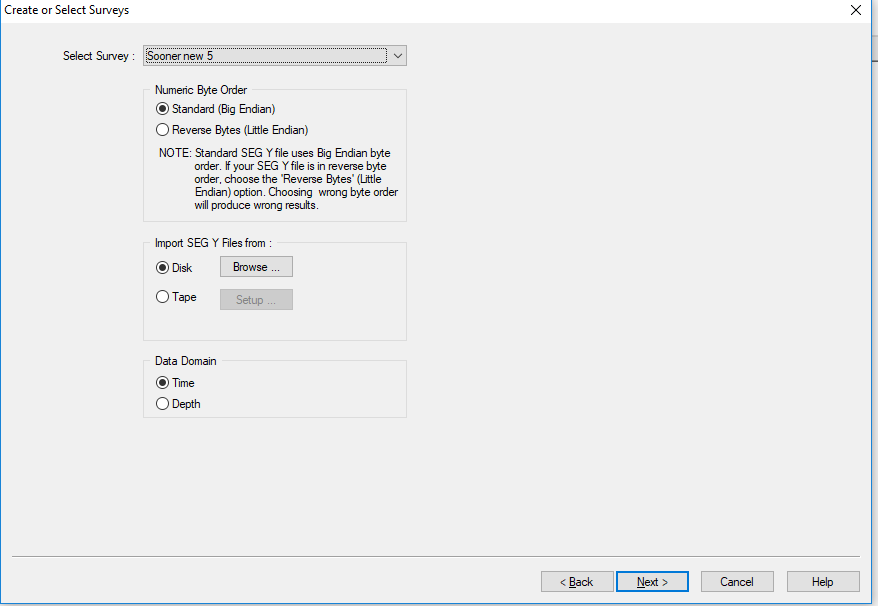 Create or Select Surveys
Select Survey :
Sooner new 5
Numeric Byte Order
Standard (Big Endian)
Reverse Bytes (Little Endian)
NOTE: Standard SEG Y file uses Big Endian byte
order. If your SEG Y file is in reverse byte
order, choose the 'Reverse Bytes' (Little
Endian) option. Choosing  wrong byte order
will produce wrong results.
Import SEG Y Files from :
Disk
Browse ...
Tape
Setup ...
Data Domain
Time
Depth
< Back
Next >
Cancel
Help